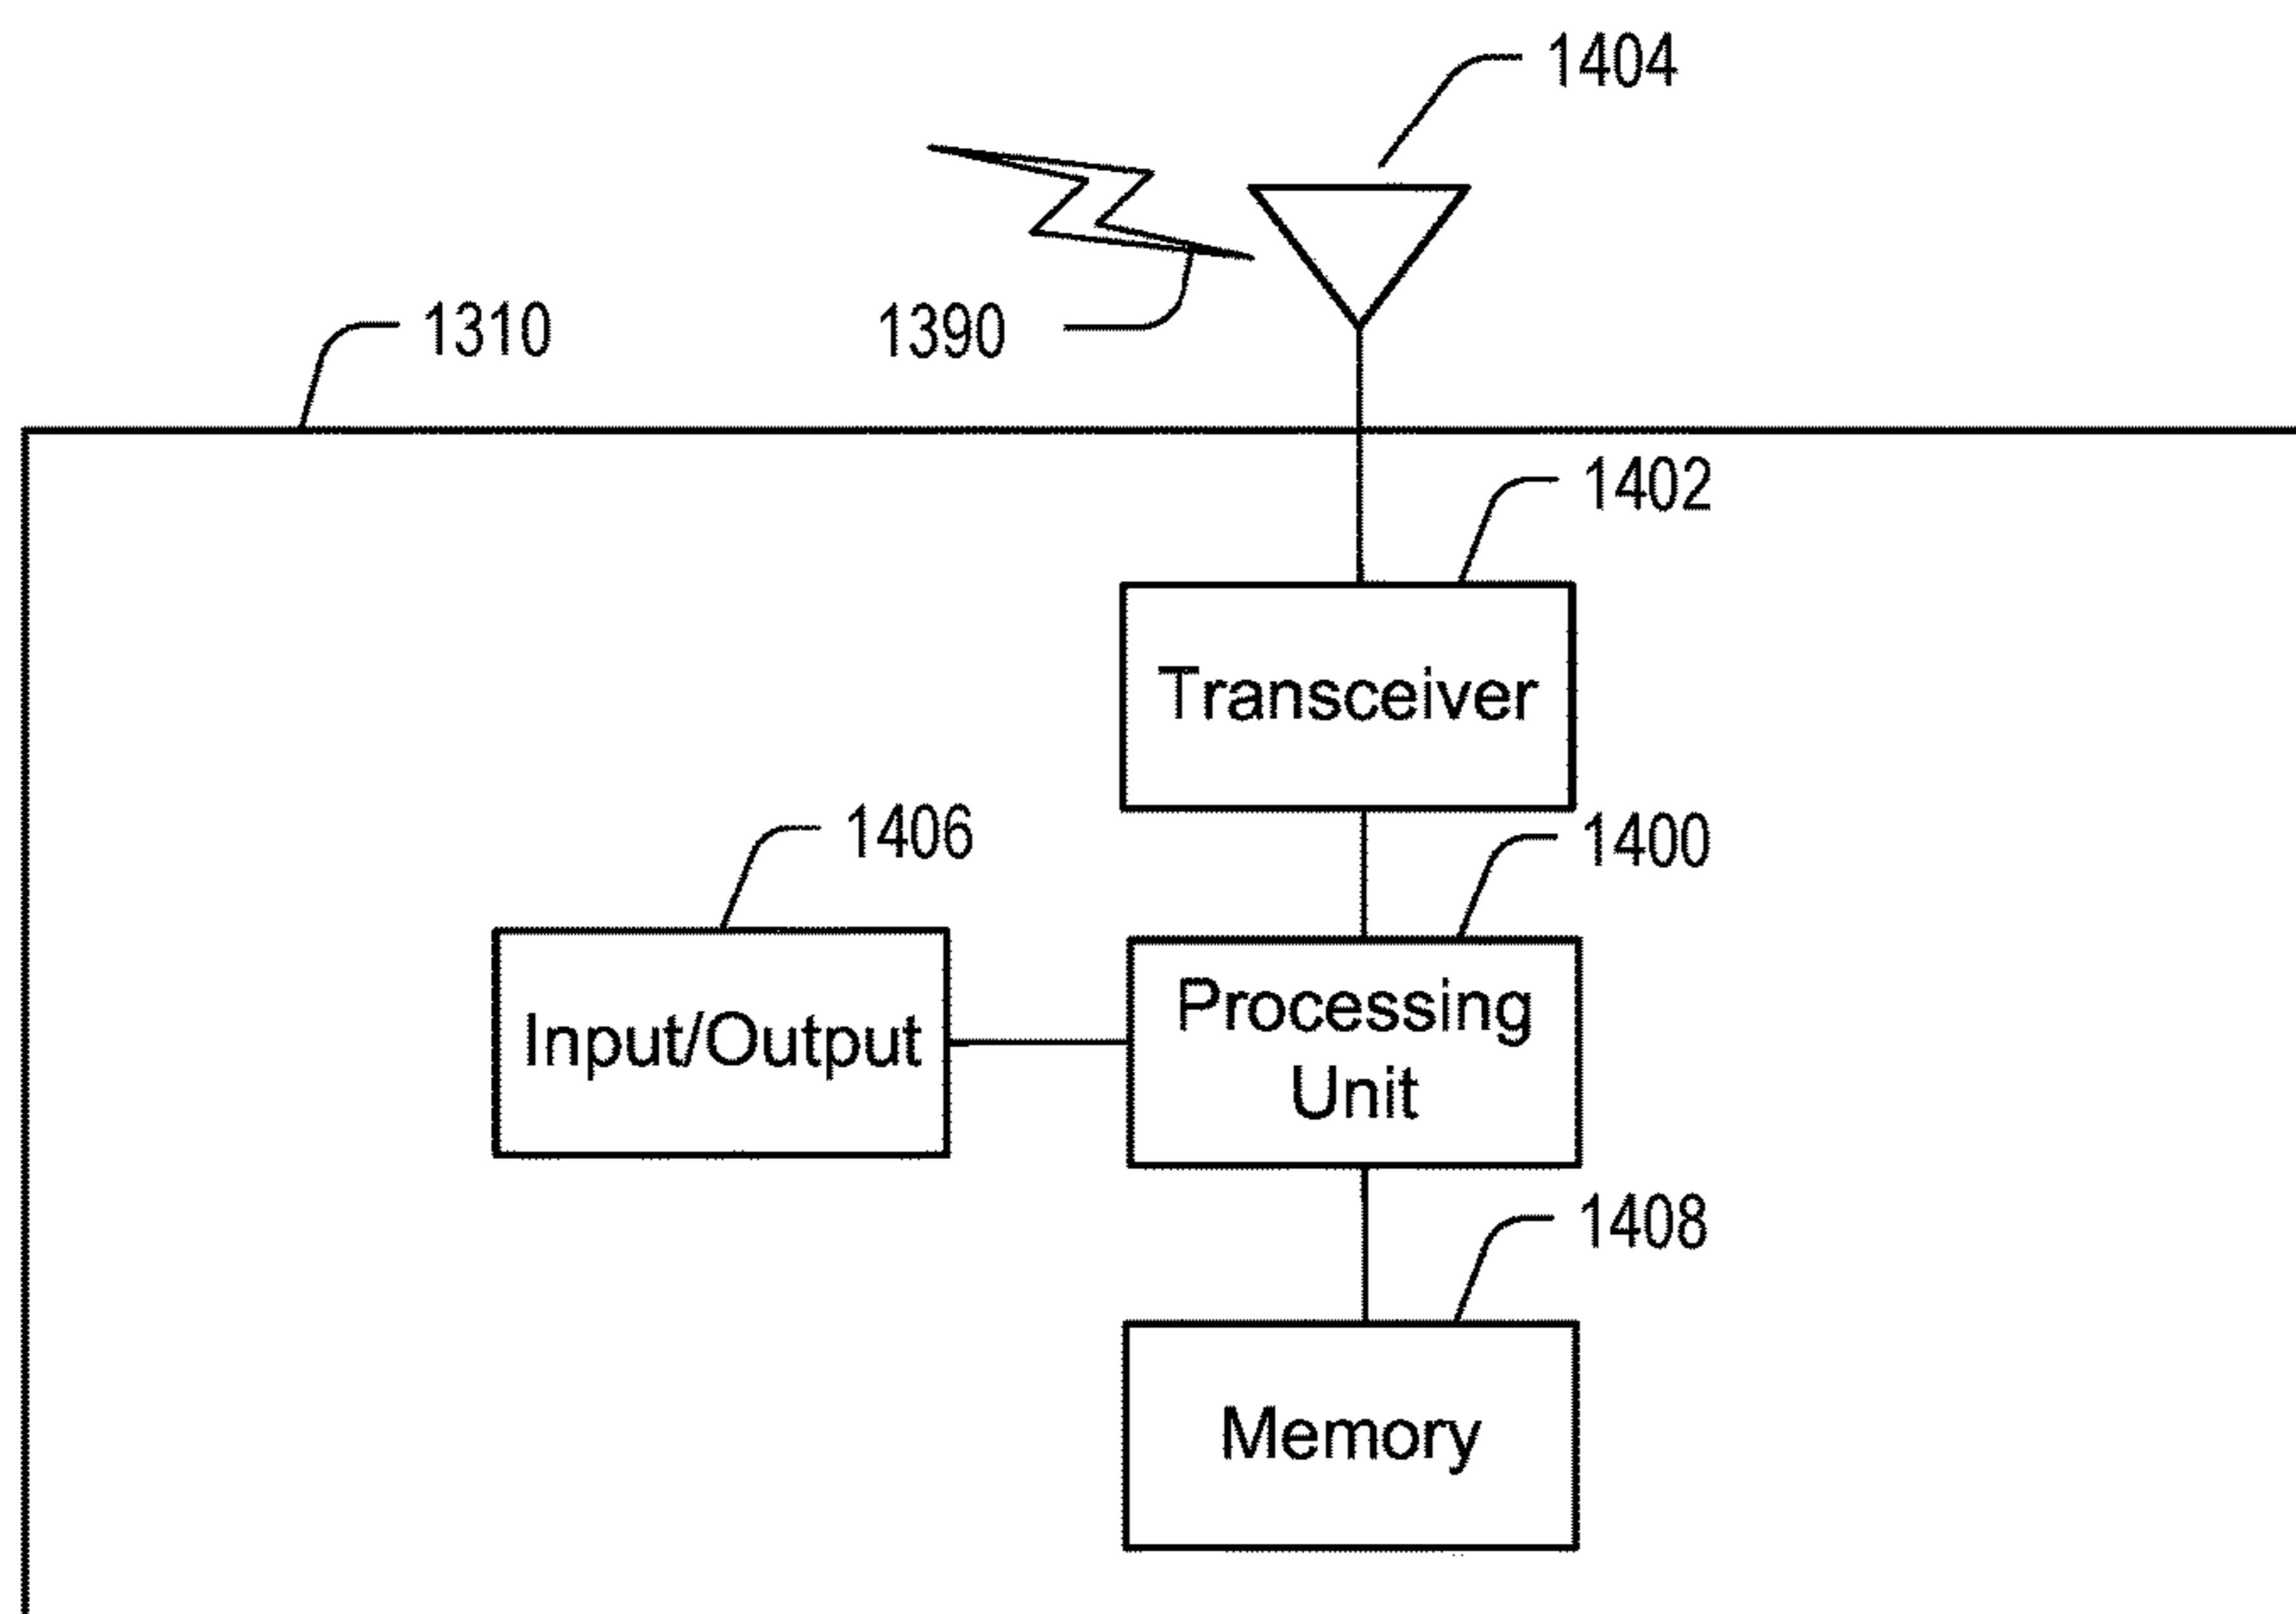 1404
1390
1310
1402
Transceiver
1406
1400
Input/Output
Processing
Unit
1408
Memory